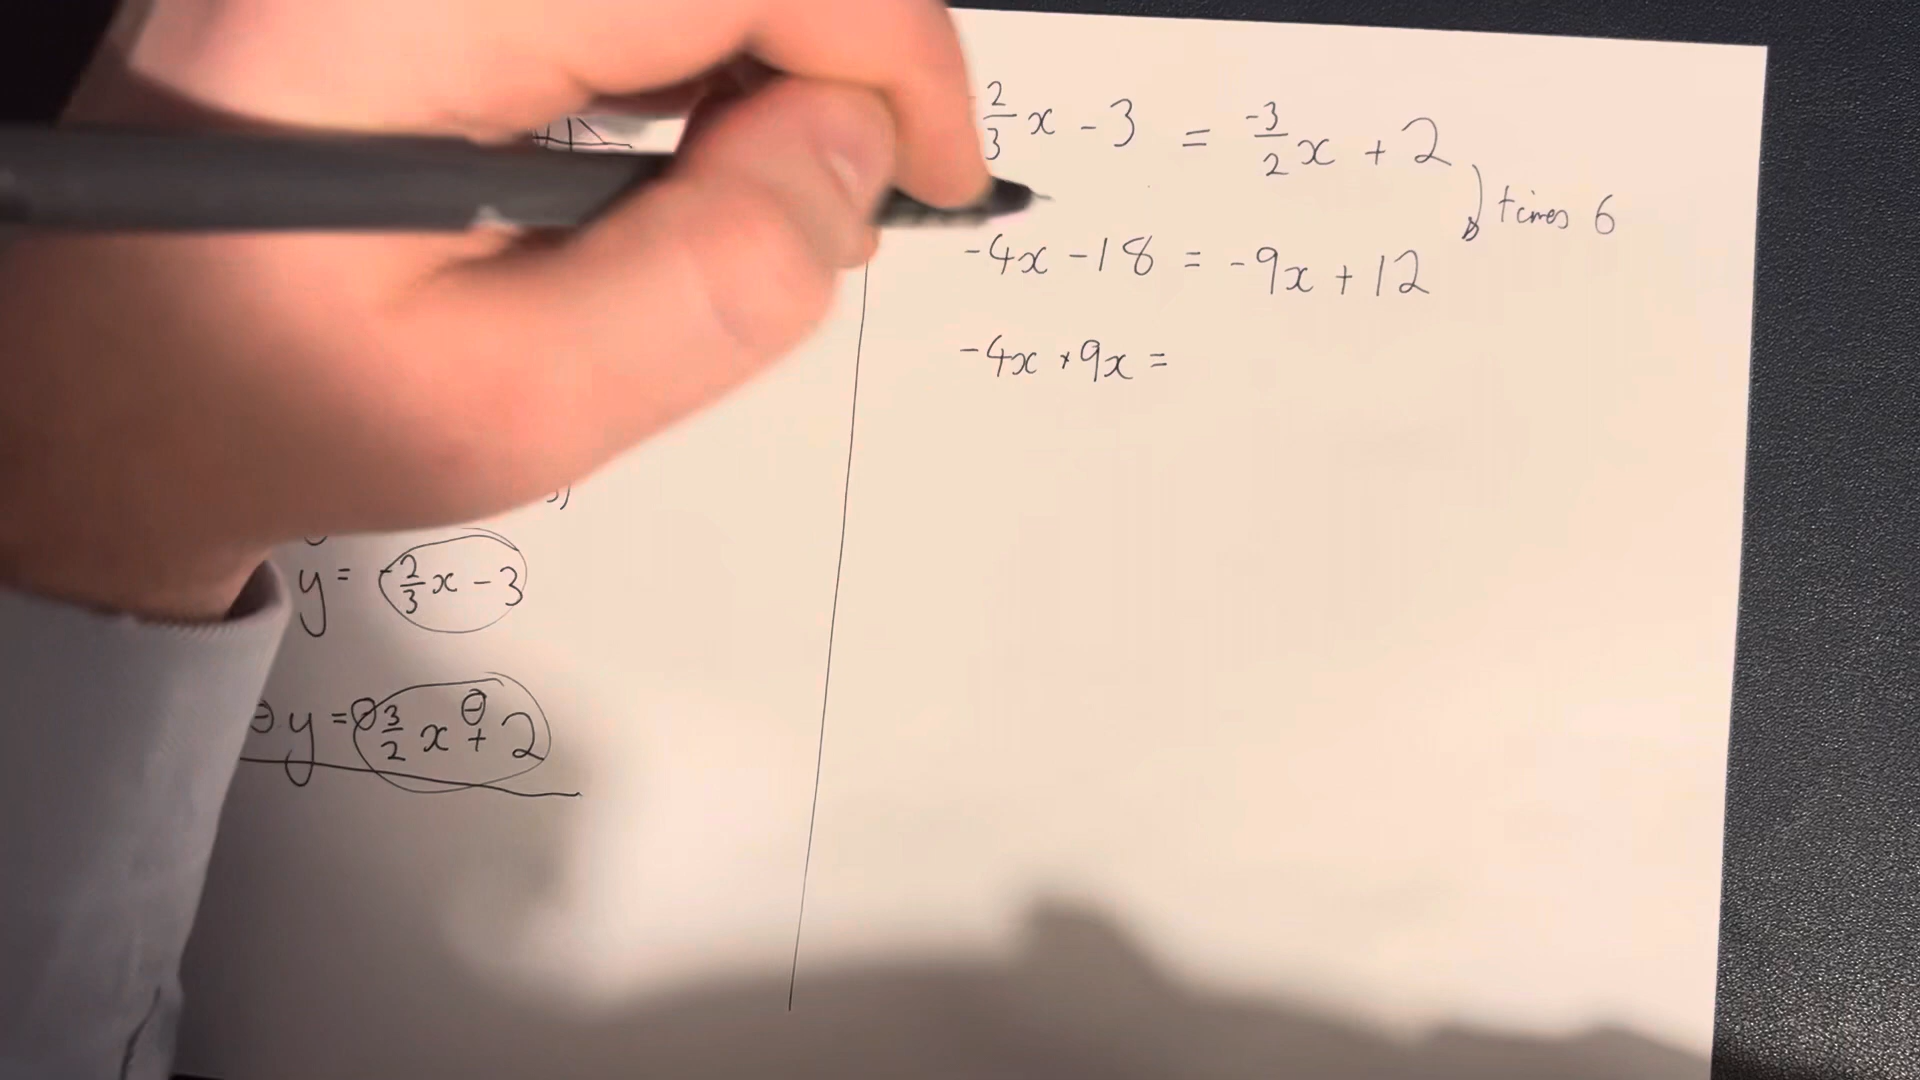 y = -2/3 x - 3
y = 3/2 x + 2
2/3 x - 3 = -3/2 x + 2
times 6
-4x - 18 = -9x + 12
-4x + 9x =